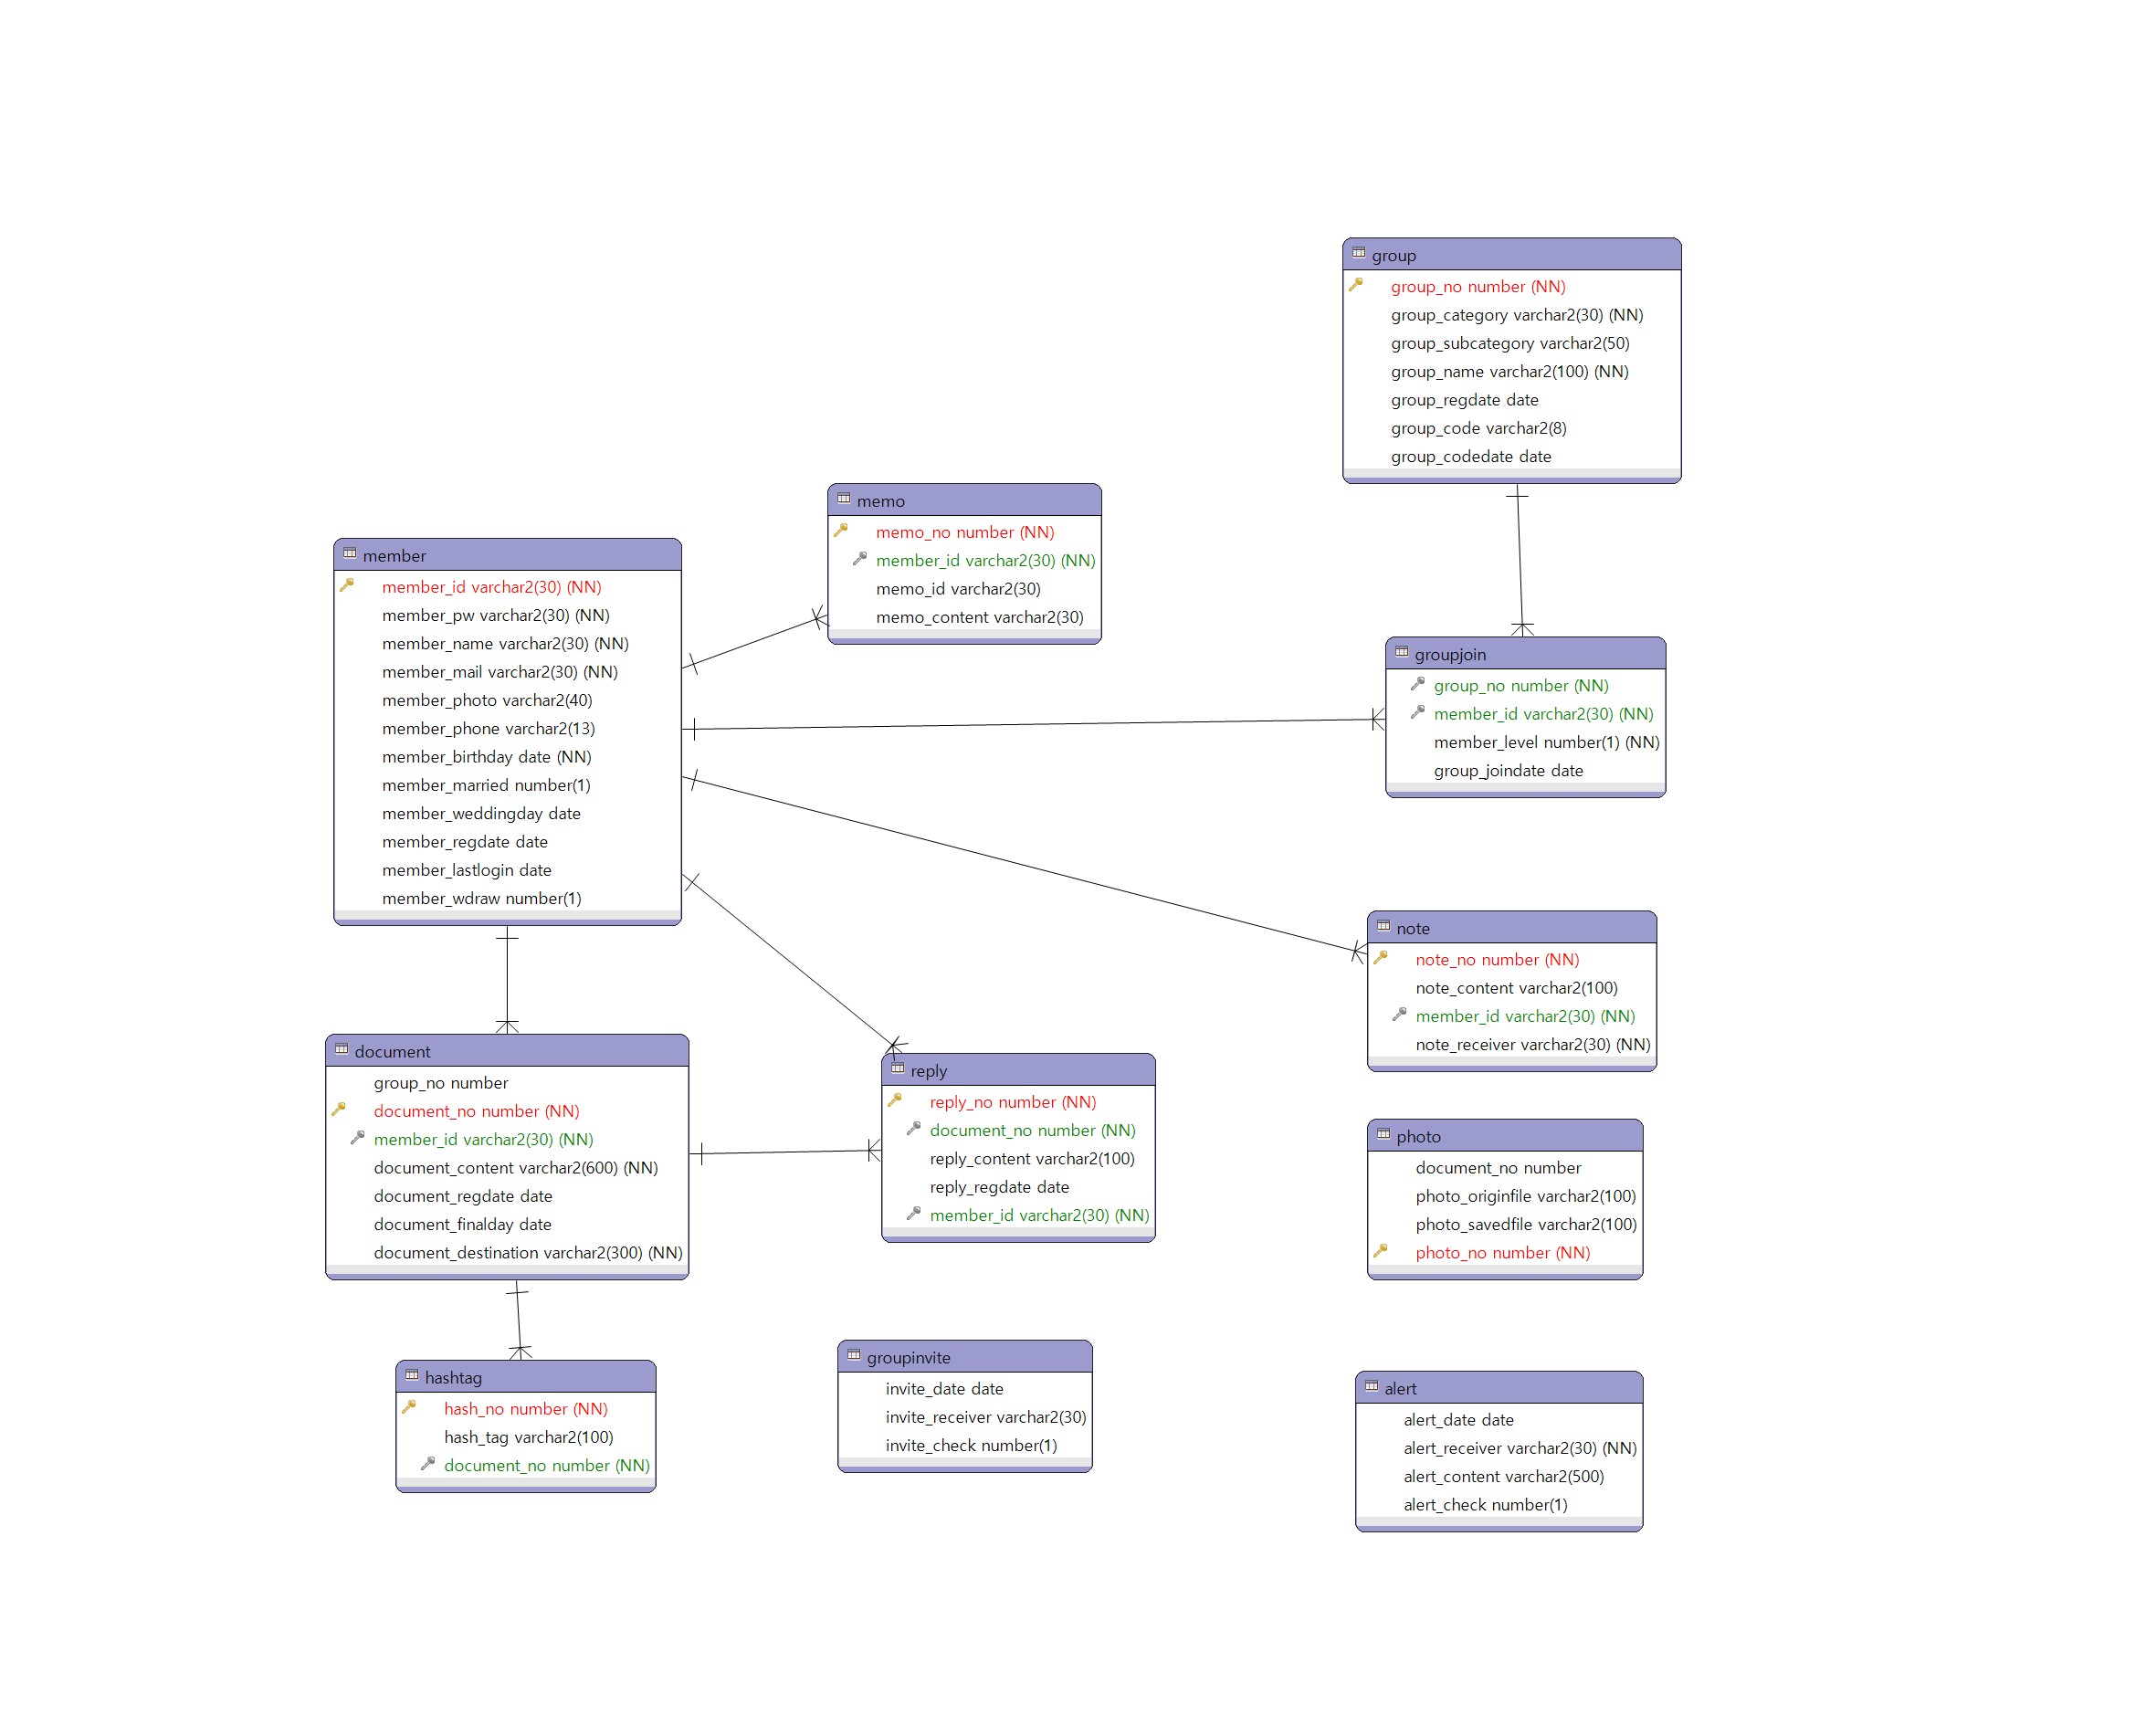 group
group_no number (NN)
group_category varchar2(30) (NN)
group_subcategory varchar2(50)
group_name varchar2(100) (NN)
group_regdate date
group_code varchar2(8)
group_codedate date
memo
memo_no number (NN)
member_id varchar2(30) (NN)
memo_id varchar2(30)
memo_content varchar2(30)
member
member_id varchar2(30) (NN)
member_pw varchar2(30) (NN)
member_name varchar2(30) (NN)
member_mail varchar2(30) (NN)
member_photo varchar2(40)
member_phone varchar2(13)
member_birthday date (NN)
member_married number(1)
member_weddingday date
member_regdate date
member_lastlogin date
member_wdraw number(1)
groupjoin
group_no number (NN)
member_id varchar2(30) (NN)
member_level number(1) (NN)
group_joindate date
note
note_no number (NN)
note_content varchar2(100)
member_id varchar2(30) (NN)
note_receiver varchar2(30) (NN)
document
group_no number
document_no number (NN)
member_id varchar2(30) (NN)
document_content varchar2(600) (NN)
document_regdate date
document_finalday date
document_destination varchar2(300) (NN)
reply
reply_no number (NN)
document_no number (NN)
reply_content varchar2(100)
reply_regdate date
member_id varchar2(30) (NN)
photo
document_no number
photo_originfile varchar2(100)
photo_savedfile varchar2(100)
photo_no number (NN)
hashtag
hash_no number (NN)
hash_tag varchar2(100)
document_no number (NN)
groupinvite
invite_date date
invite_receiver varchar2(30)
invite_check number(1)
alert
alert_date date
alert_receiver varchar2(30) (NN)
alert_content varchar2(500)
alert_check number(1)